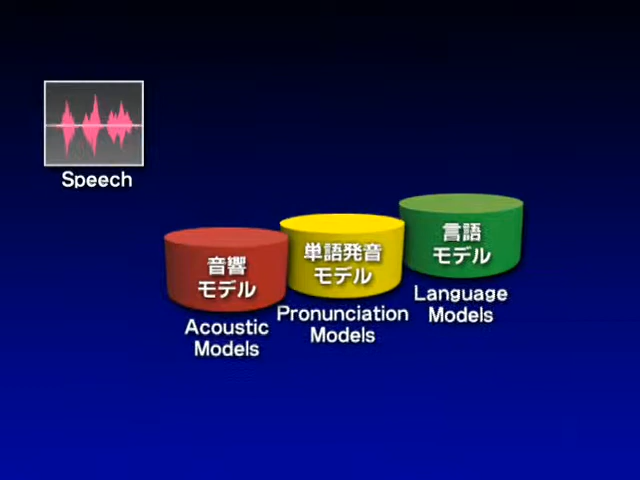 Speech
音響
モデル
Acoustic
Models
単語発音
モデル
Pronunciation
Models
言語
モデル
Language
Models